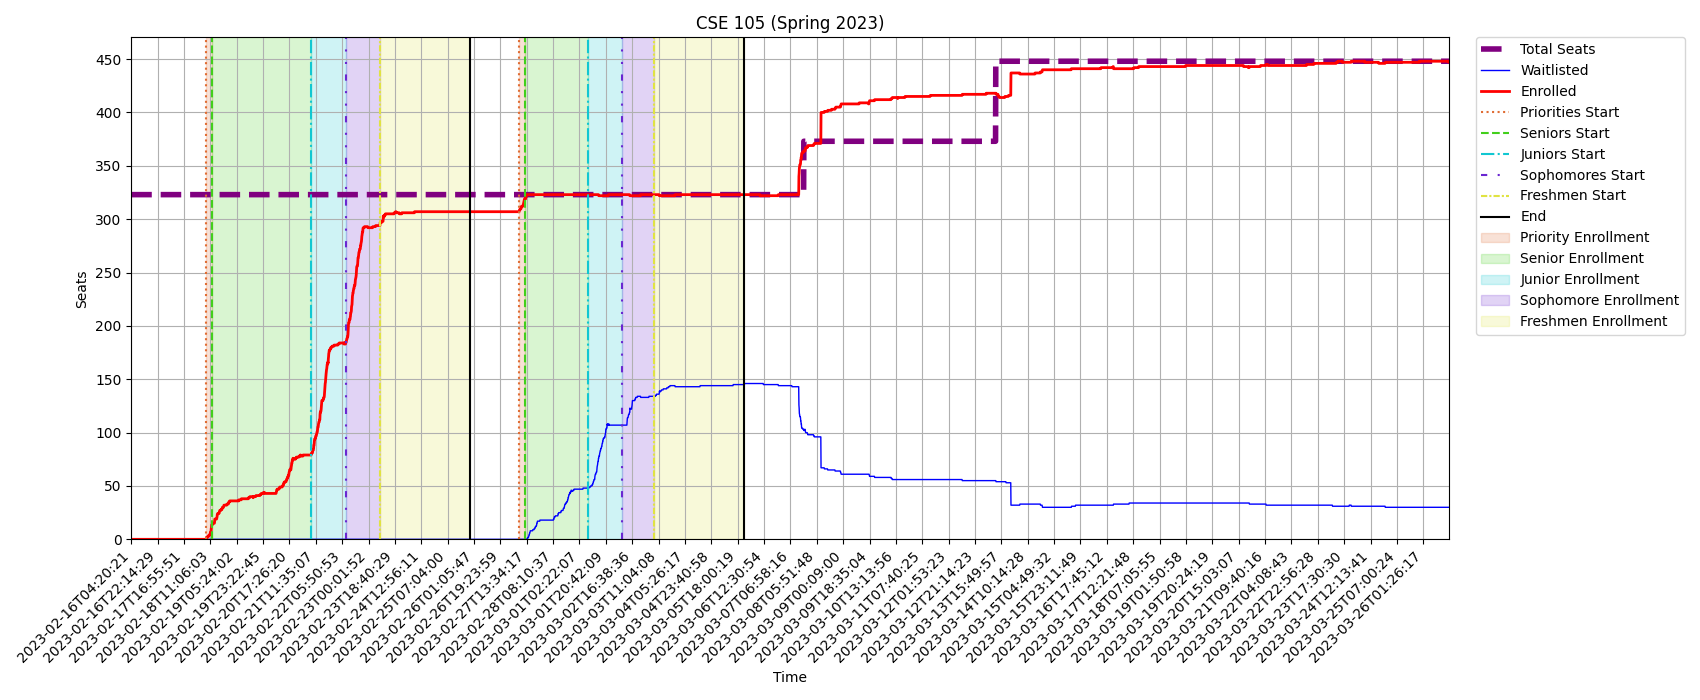 CSE 105 (Spring 2023)
450
400
350
300
250
200
150
100
50
0
Seats
2023-02-16T04:20:21
2023-02-16T22:14:29
2023-02-17T16:55:51
2023-02-18T11:06:03
2023-02-19T05:24:02
2023-02-19T23:22:45
2023-02-20T17:26:20
2023-02-21T11:35:07
2023-02-22T05:50:53
2023-02-23T00:01:52
2023-02-23T18:40:29
2023-02-24T12:56:11
2023-02-25T07:04:00
2023-02-26T01:05:47
2023-02-26T19:23:59
2023-02-27T13:34:17
2023-02-28T08:10:37
2023-03-01T02:22:07
2023-03-01T20:42:09
2023-03-02T16:38:36
2023-03-03T11:04:08
2023-03-04T05:26:17
2023-03-04T23:40:58
2023-03-05T18:00:19
2023-03-06T12:30:54
2023-03-07T06:58:16
2023-03-08T05:51:48
2023-03-09T00:09:00
2023-03-09T18:35:04
2023-03-10T13:13:56
2023-03-11T07:40:25
2023-03-12T01:53:23
2023-03-12T21:14:23
2023-03-13T15:49:57
2023-03-14T10:14:28
2023-03-15T04:49:32
2023-03-15T23:11:49
2023-03-16T17:45:12
2023-03-17T12:21:48
2023-03-18T07:05:55
2023-03-19T01:50:58
2023-03-19T20:24:19
2023-03-20T15:03:07
2023-03-21T09:40:16
2023-03-22T04:08:43
2023-03-22T22:56:28
2023-03-23T17:30:30
2023-03-24T12:13:41
2023-03-25T07:00:24
2023-03-26T01:26:17
Time
Total Seats
Waitlisted
Enrolled
Priorities Start
Seniors Start
Juniors Start
Sophomores Start
Freshmen Start
End
Priority Enrollment
Senior Enrollment
Junior Enrollment
Sophomore Enrollment
Freshmen Enrollment